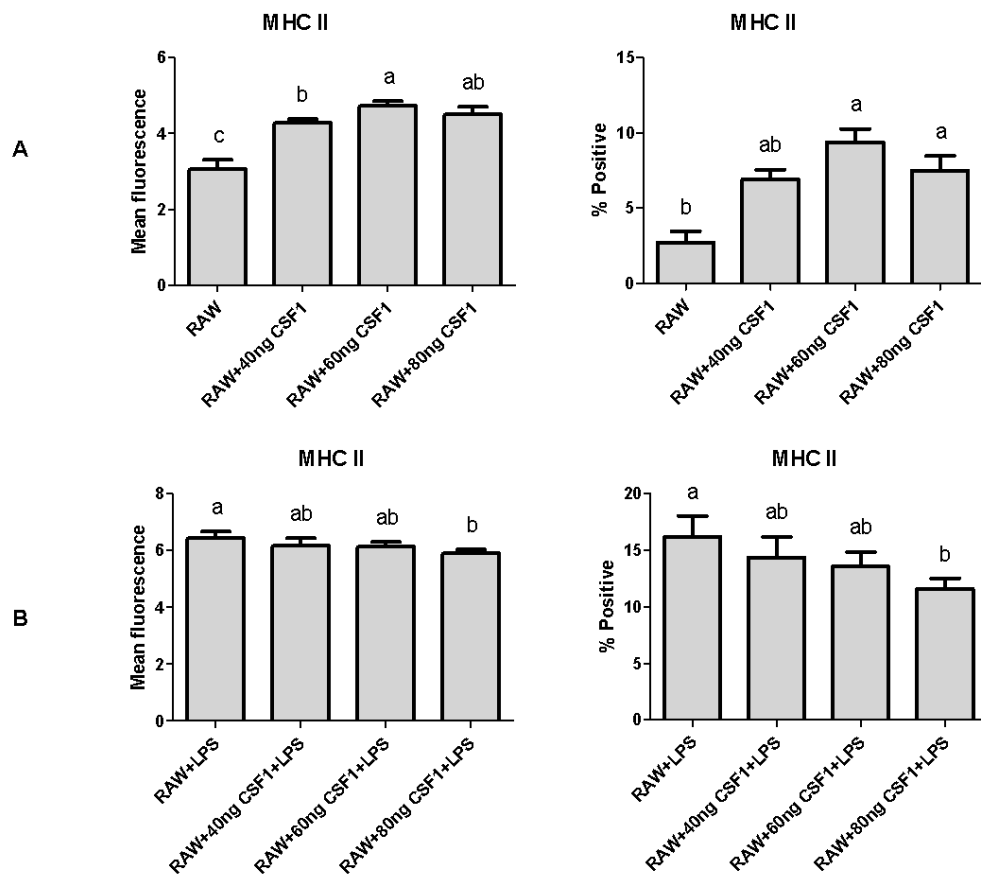 MHC II
MHC II
A
Mean fluorescence
6
4
2
0
c
b
a
ab
RAW
RAW+40ng CSF1
RAW+60ng CSF1
RAW+80ng CSF1
% Positive
15
10
5
0
b
ab
a
a
RAW
RAW+40ng CSF1
RAW+60ng CSF1
RAW+80ng CSF1
MHC II
MHC II
B
Mean fluorescence
8
6
4
2
0
a
ab
ab
b
RAW+LPS
RAW+40ng CSF1+LPS
RAW+60ng CSF1+LPS
RAW+80ng CSF1+LPS
% Positive
20
15
10
5
0
a
ab
ab
b
RAW+LPS
RAW+40ng CSF1+LPS
RAW+60ng CSF1+LPS
RAW+80ng CSF1+LPS